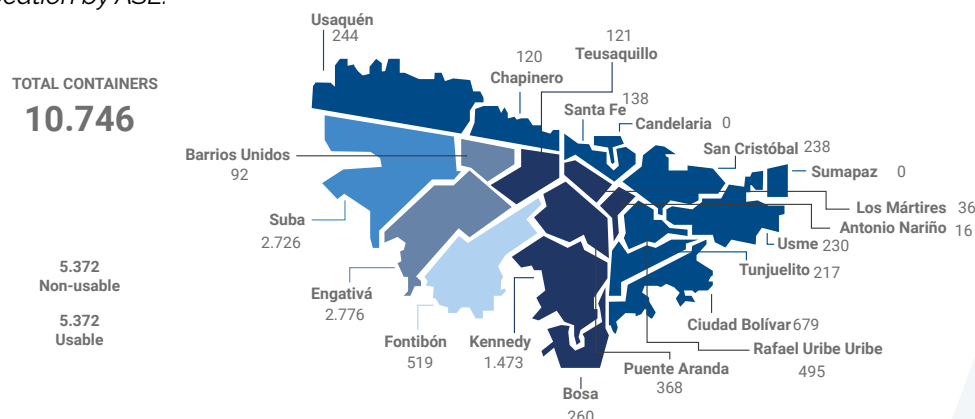 cation by ASE.
Usaquén
244
TOTAL CONTAINERS
10.746
120
Chapinero
121
Teusaquillo
Santa Fe
138
Candelaria 0
San Cristóbal 238
Sumapaz 0
Barrios Unidos
92
Los Mártires 36
Antonio Nariño 16
Suba
2.726
Usme 230
Tunjuelito
217
5.372
Non-usable
5.372
Usable
Engativá
2.776
Fontibón
519
Kennedy
1.473
Ciudad Bolívar 679
Rafael Uribe Uribe
495
Puente Aranda
368
Bosa
260